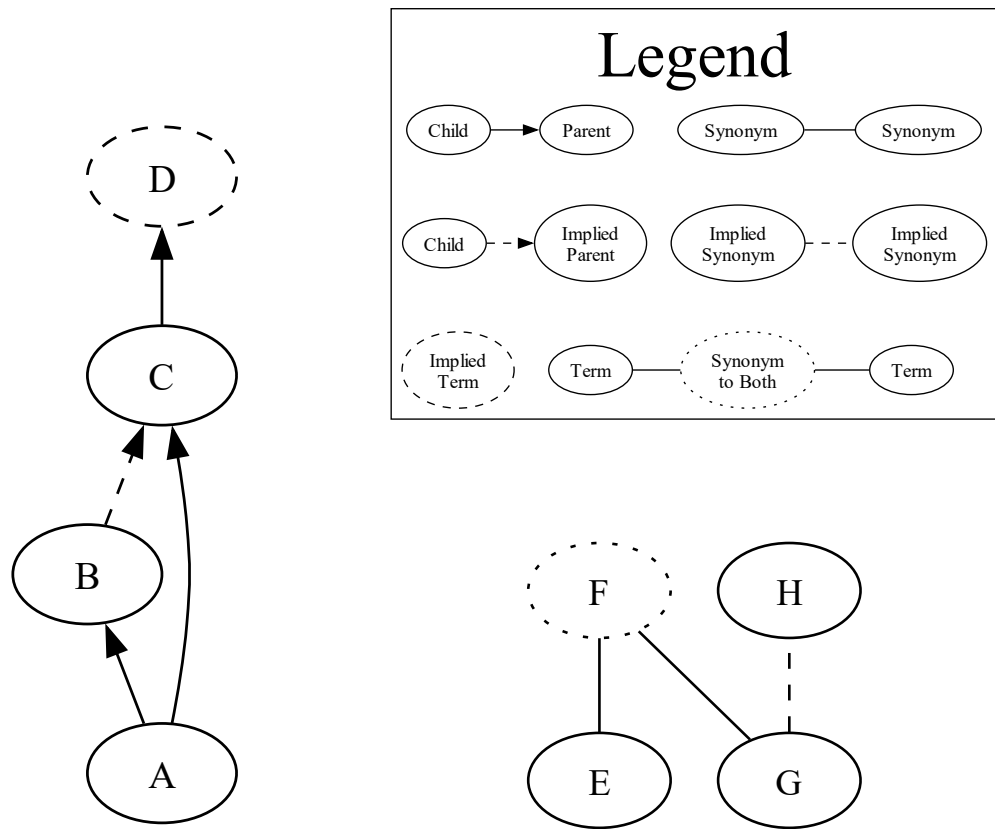 Legend
Child
Parent
Synonym
Synonym
Child
Implied
Parent
Implied
Synonym
Implied
Synonym
Implied
Term
Term
Synonym
to Both
Term
D
C
B
A
F
H
E
G